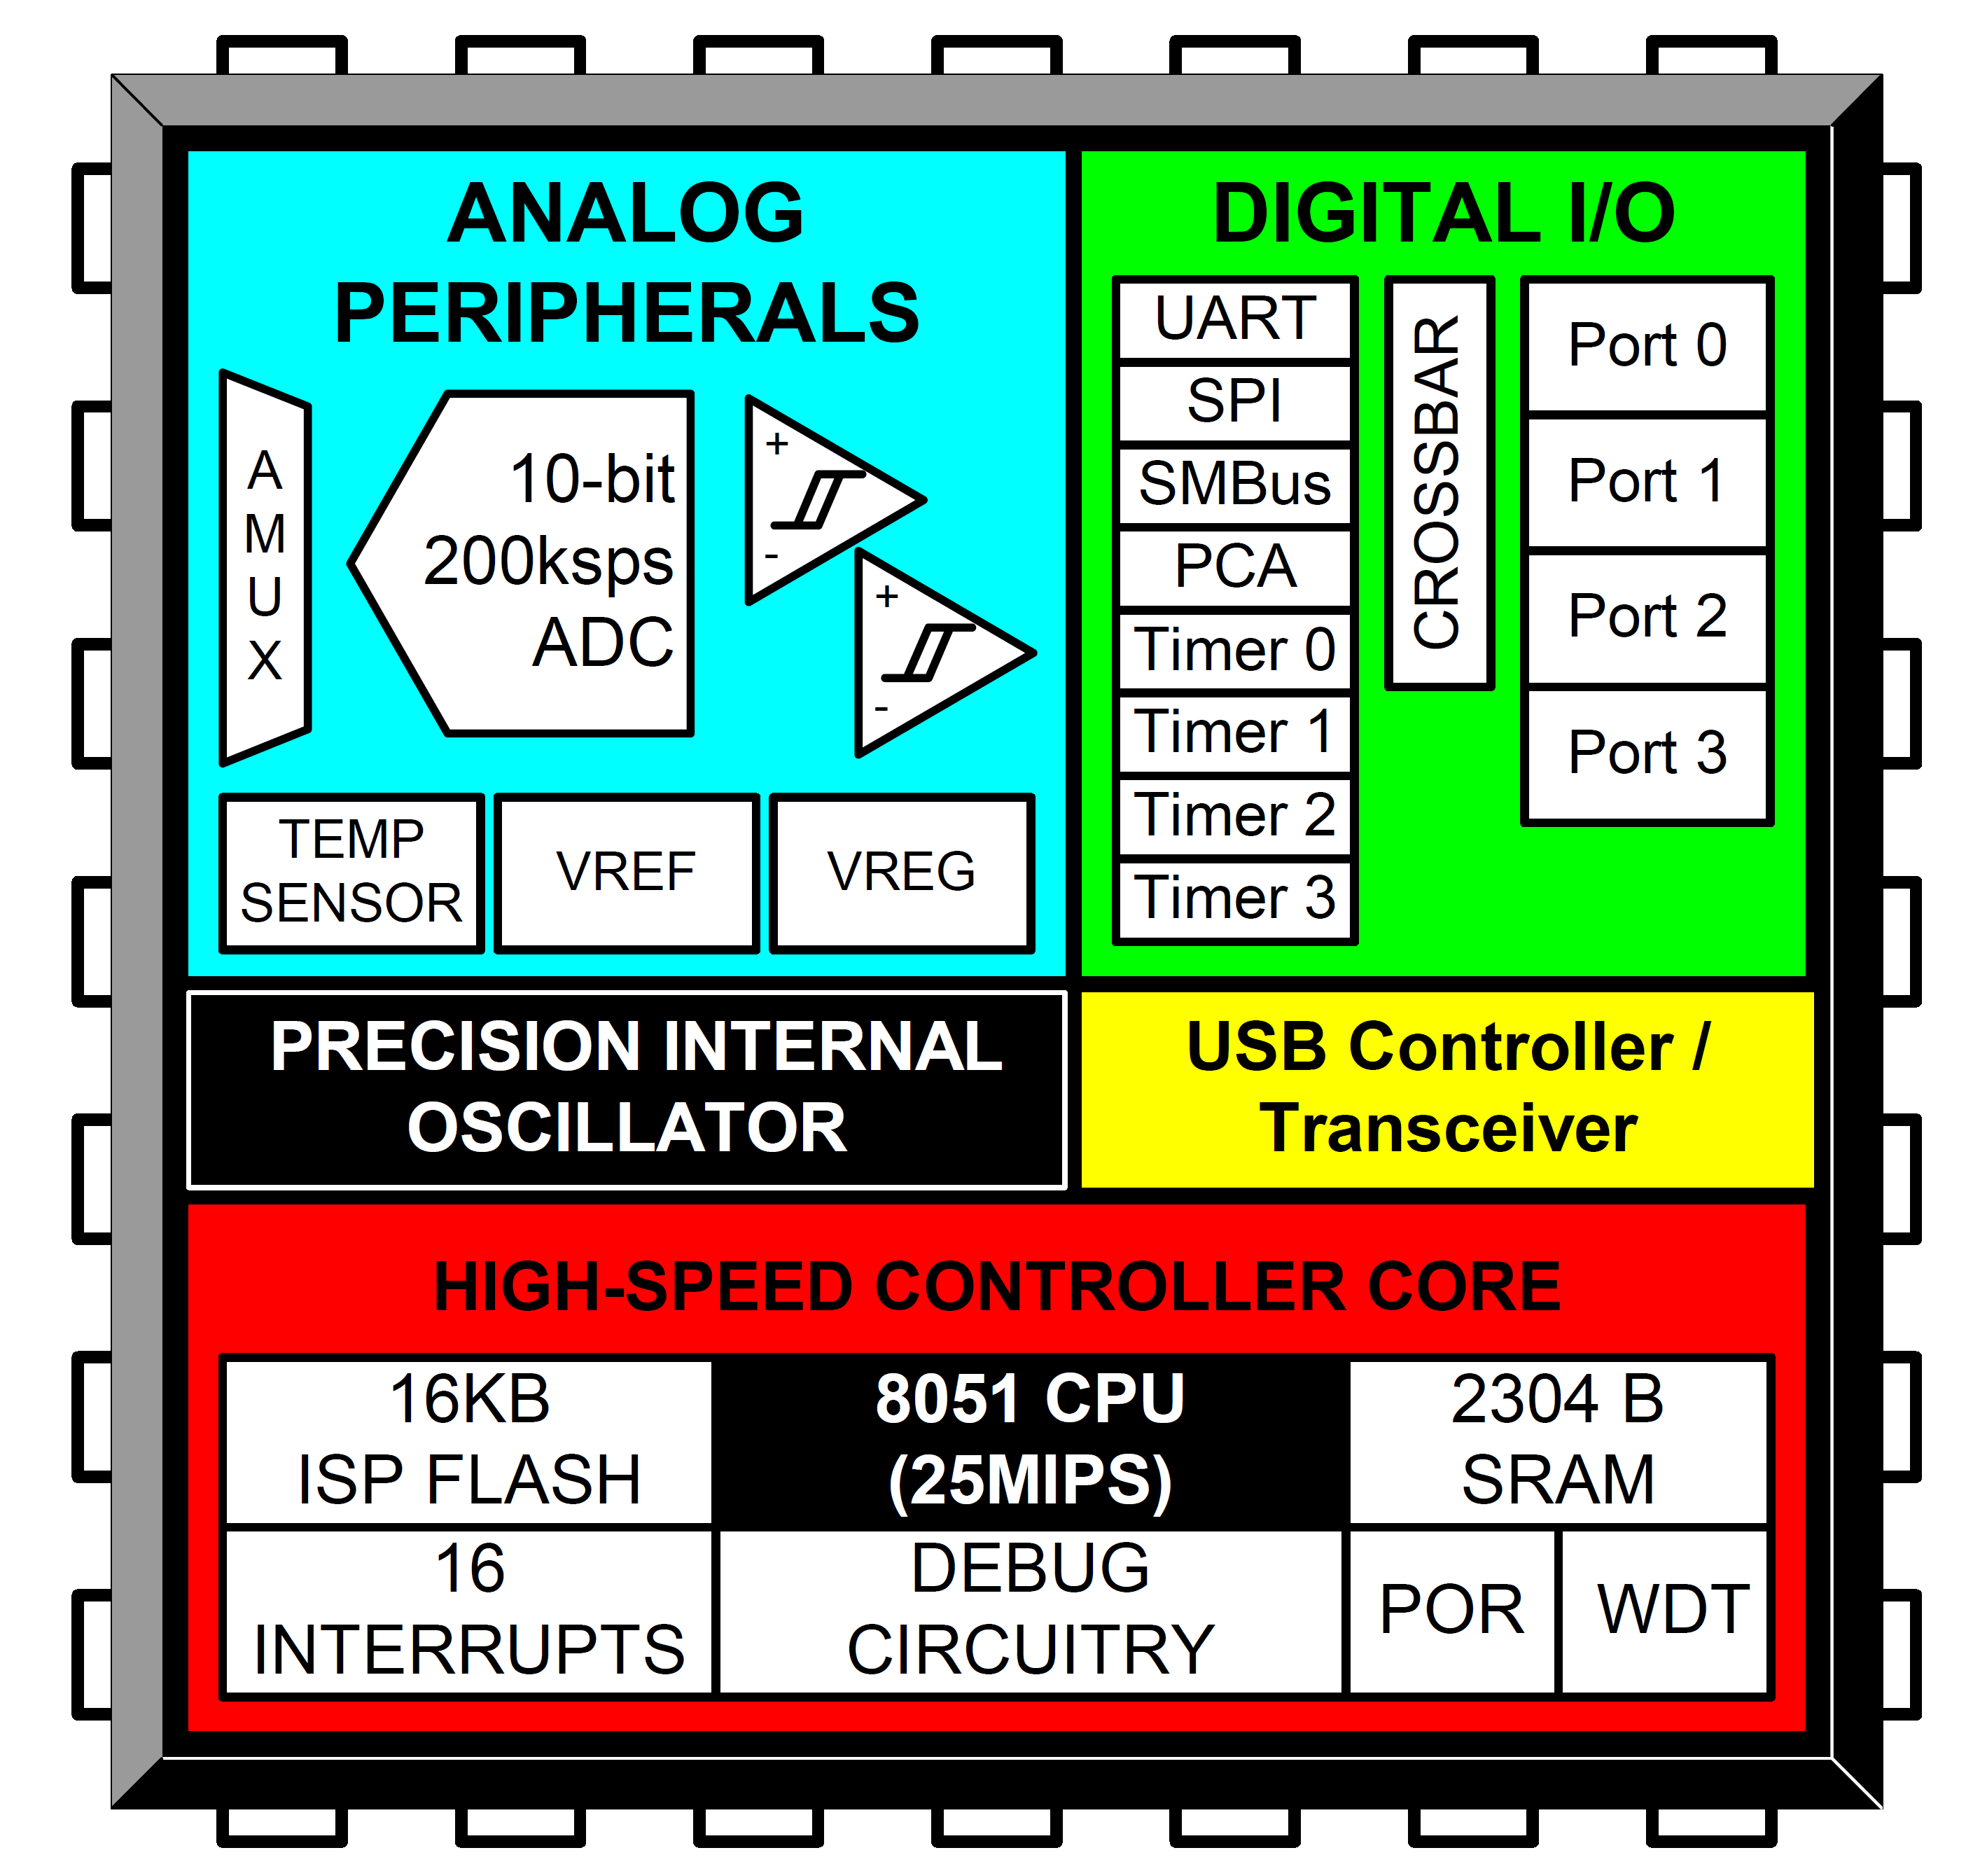 ANALOG
PERIPHERALS
A
M
U
X
10-bit
200ksps
ADC
+
-
+
-
TEMP
SENSOR
VREF
VREG
DIGITAL I/O
UART
SPI
SMBus
PCA
Timer 0
Timer 1
Timer 2
Timer 3
CROSSBAR
Port 0
Port 1
Port 2
Port 3
PRECISION INTERNAL
OSCILLATOR
USB Controller /
Transceiver
HIGH-SPEED CONTROLLER CORE
16KB
ISP FLASH
8051 CPU
(25MIPS)
2304 B
SRAM
16
INTERRUPTS
DEBUG
CIRCUITRY
POR
WDT